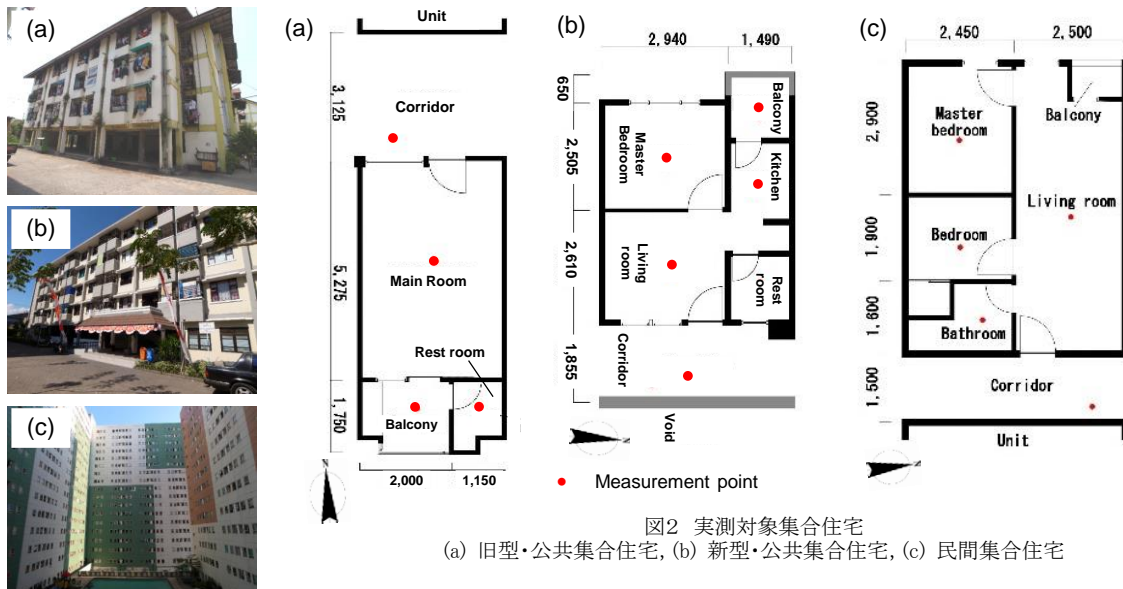 (a)
(b)
(c)
(a)
Unit
3,125
Corridor
5,275
Main Room
Rest room
1,750
Balcony
2,000
1,150
N
(b)
2,940
1,490
650
2,505
2,610
1,855
Balcony
Master
Bedroom
Kitchen
Living
room
Rest
room
Corridor
Void
N
Measurement point
(c)
2,450
2,500
2,900
1,900
1,600
1,500
Master
bedroom
Balcony
Living room
Bedroom
Bathroom
Corridor
Unit
図2 実測対象集合住宅
(a) 旧型・公共集合住宅, (b) 新型・公共集合住宅, (c) 民間集合住宅